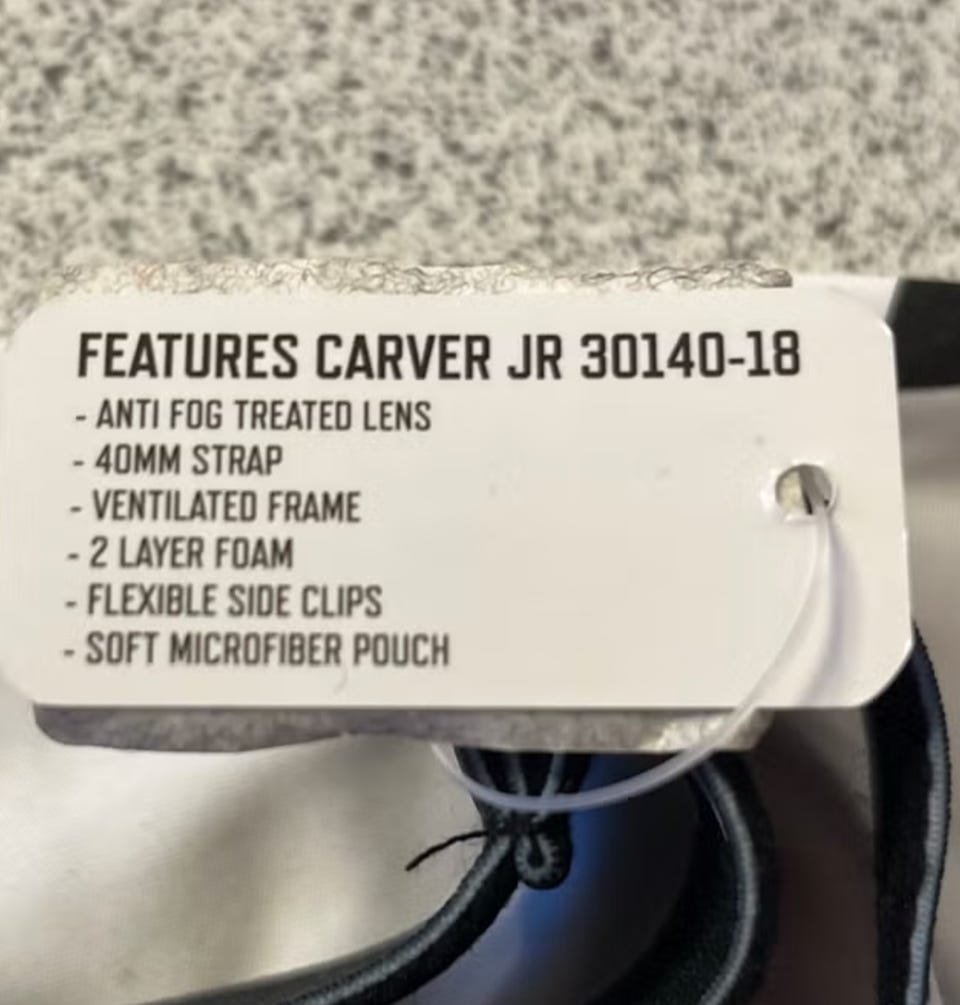 FEATURES CARVER JR 30140-18
- ANTI FOG TREATED LENS
- 40MM STRAP
- VENTILATED FRAME
- 2 LAYER FOAM
- FLEXIBLE SIDE CLIPS
- SOFT MICROFIBER POUCH